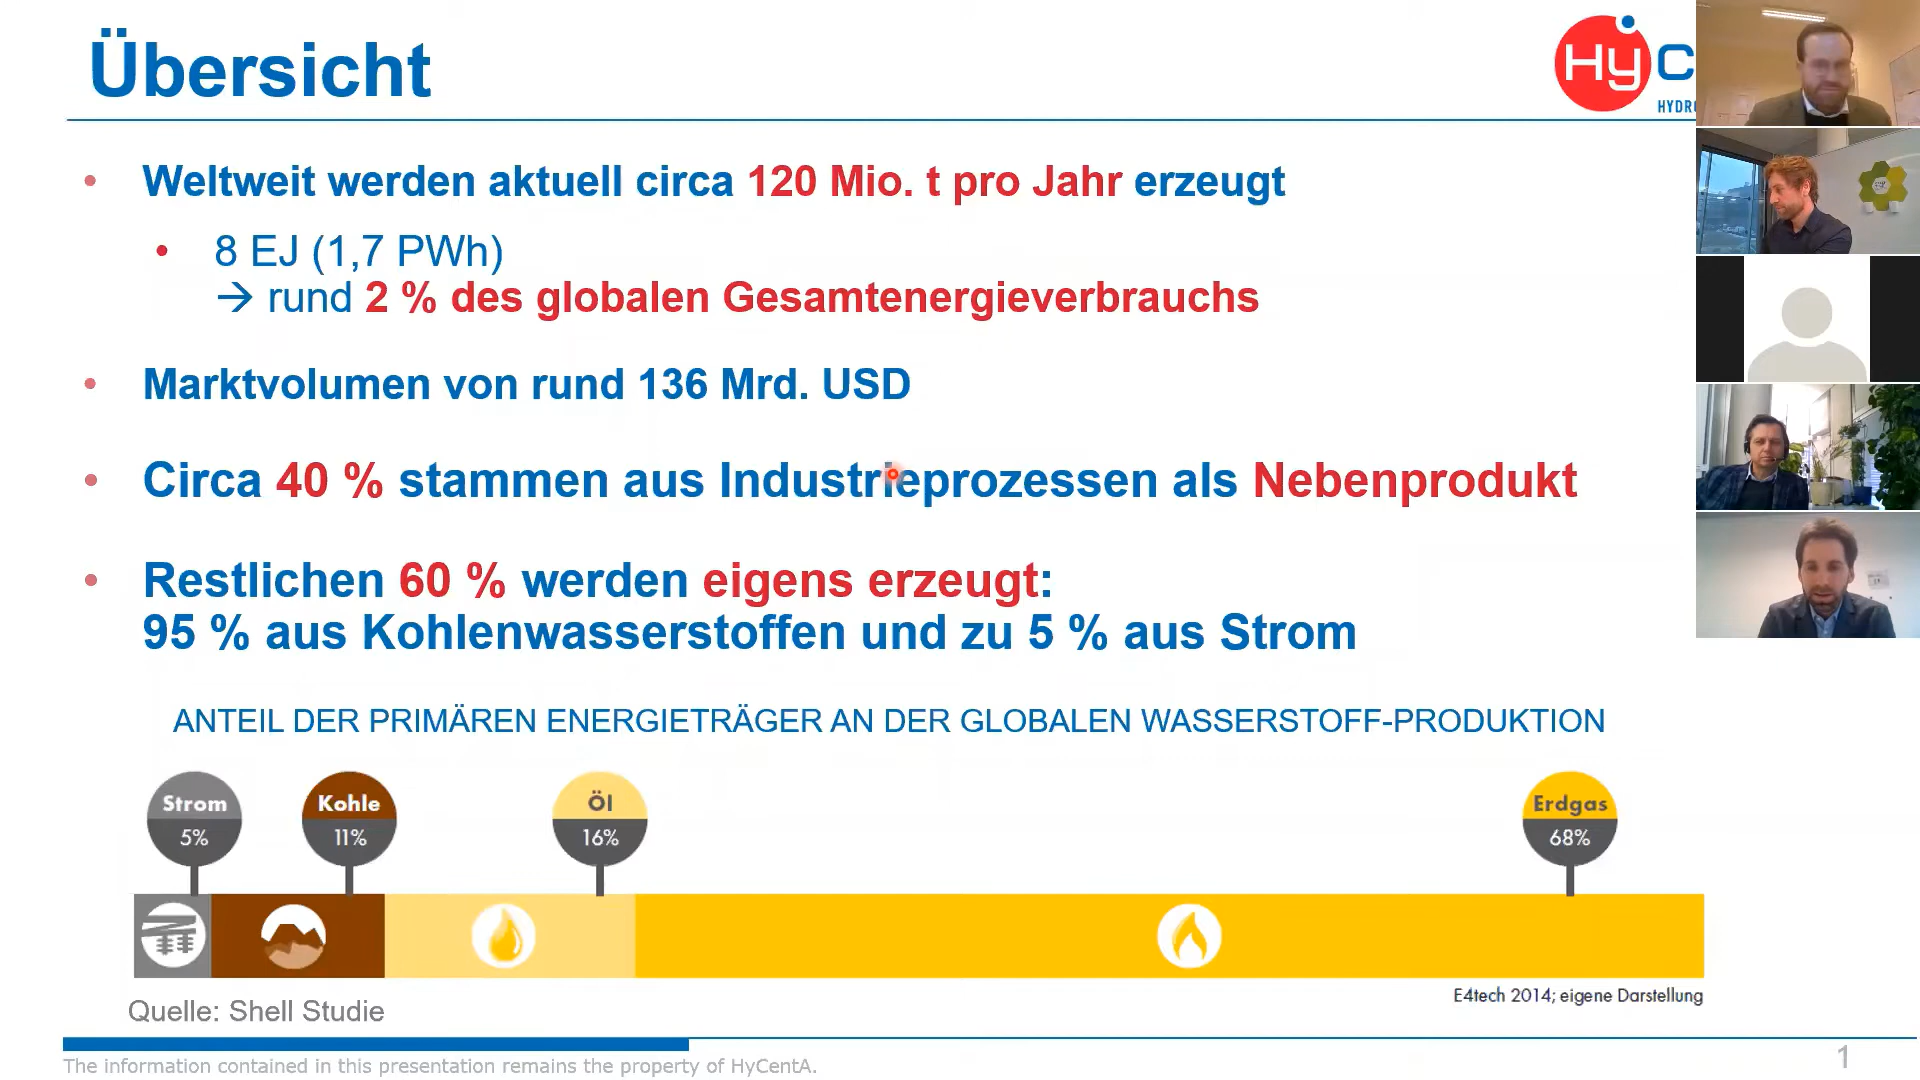 Übersicht
HyC
HYDR
Weltweit werden aktuell circa 120 Mio. t pro Jahr erzeugt
8 EJ (1,7 PWh)
→ rund 2 % des globalen Gesamtenergieverbrauchs
Marktvolumen von rund 136 Mrd. USD
Circa 40 % stammen aus Industrieprozessen als Nebenprodukt
Restlichen 60 % werden eigens erzeugt:
95 % aus Kohlenwasserstoffen und zu 5 % aus Strom
ANTEIL DER PRIMÄREN ENERGIETRÄGER AN DER GLOBALEN WASSERSTOFF-PRODUKTION
Strom
5%
Kohle
11%
Öl
16%
Erdgas
68%
E4tech 2014; eigene Darstellung
Quelle: Shell Studie
The information contained in this presentation remains the property of HyCentA.
1